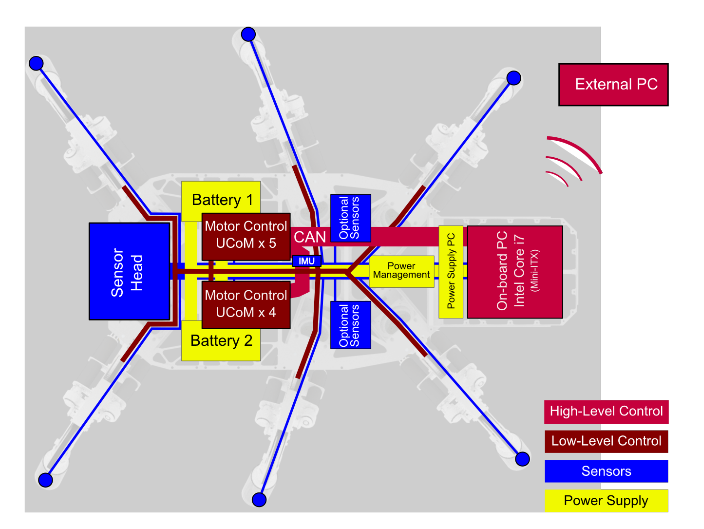 External PC
Battery 1
Optional
Sensors
Motor Control
UCoM x 5
CAN
Sensor
Head
IMU
Power
Management
Power Supply PC
On-board PC
Intel Core i7
(Mini-ITX)
Motor Control
UCoM x 4
Optional
Sensors
Battery 2
High-Level Control
Low-Level Control
Sensors
Power Supply